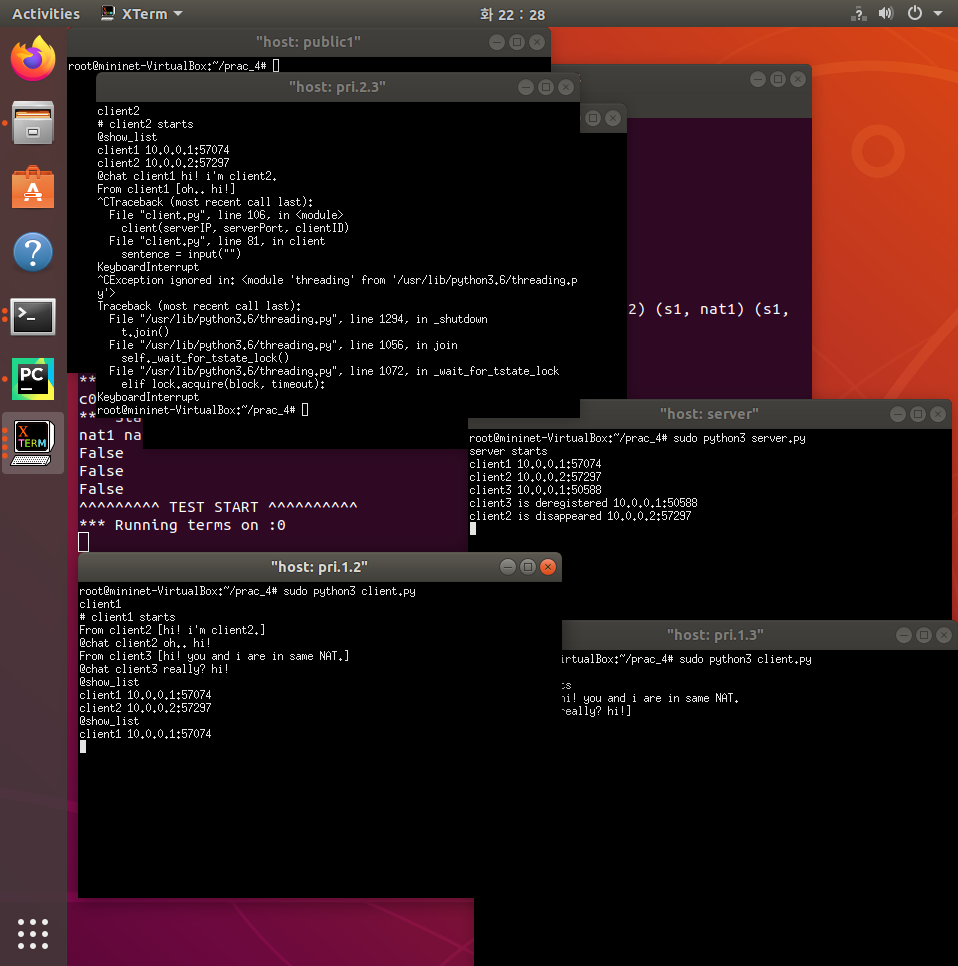 Activities XTerm 화 22 : 28
"host: public1"
root@mininet-VirtualBox:~/prac_4#
"host: pri.2.3"
client2
# client2 starts
@show_list
client1 10.0.0.1:57074
client2 10.0.0.2:57297
@chat client1 hi! i'm client2.
From client1 [oh.. hi!]
^CTraceback (most recent call last):
File "client.py", line 106, in <module>
client(serverIP, serverPort, clientID)
File "client.py", line 81, in client
sentence = input("")
KeyboardInterrupt
^CException ignored in: <module 'threading' from '/usr/lib/python3.6/threading.p
y'>
Traceback (most recent call last):
File "/usr/lib/python3.6/threading.py", line 1294, in _shutdown
t.join()
File "/usr/lib/python3.6/threading.py", line 1056, in join
self._wait_for_tstate_lock()
File "/usr/lib/python3.6/threading.py", line 1072, in _wait_for_tstate_lock
elif lock.acquire(block, timeout):
KeyboardInterrupt
root@mininet-VirtualBox:~/prac_4#
2) (s1, nat1) (s1,
**
c0
**
nat1 na
False
False
False
^^^^^^^^^ TEST START ^^^^^^^^^^
*** Running terms on :0
"host: server"
root@mininet-VirtualBox:~/prac_4# sudo python3 server.py
server starts
client1 10.0.0.1:57074
client2 10.0.0.2:57297
client3 10.0.0.1:50588
client3 is deregistered 10.0.0.1:50588
client2 is disappeared 10.0.0.2:57297
"host: pri.1.2"
root@mininet-VirtualBox:~/prac_4# sudo python3 client.py
client1
# client1 starts
From client2 [hi! i'm client2.]
@chat client2 oh.. hi!
From client3 [hi! you and i are in same NAT.]
@chat client3 really? hi!
@show_list
client1 10.0.0.1:57074
client2 10.0.0.2:57297
@show_list
client1 10.0.0.1:57074
"host: pri.1.3"
irtualBox:~/prac_4# sudo python3 client.py
ts
hi! you and i are in same NAT.
really? hi!]
PC
X
TERM